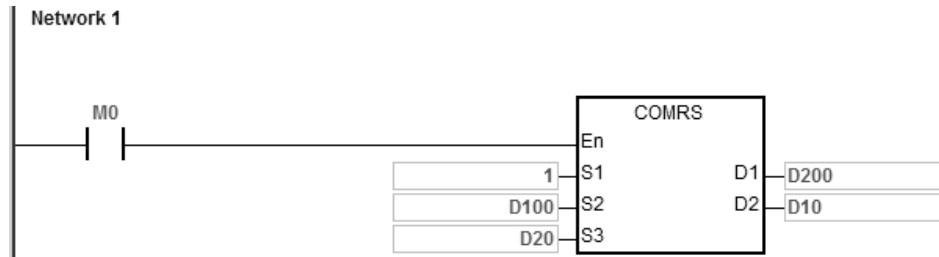 Network 1
M0
COMRS
En
1 S1 D1 D200
D100 S2 D2 D10
D20 S3